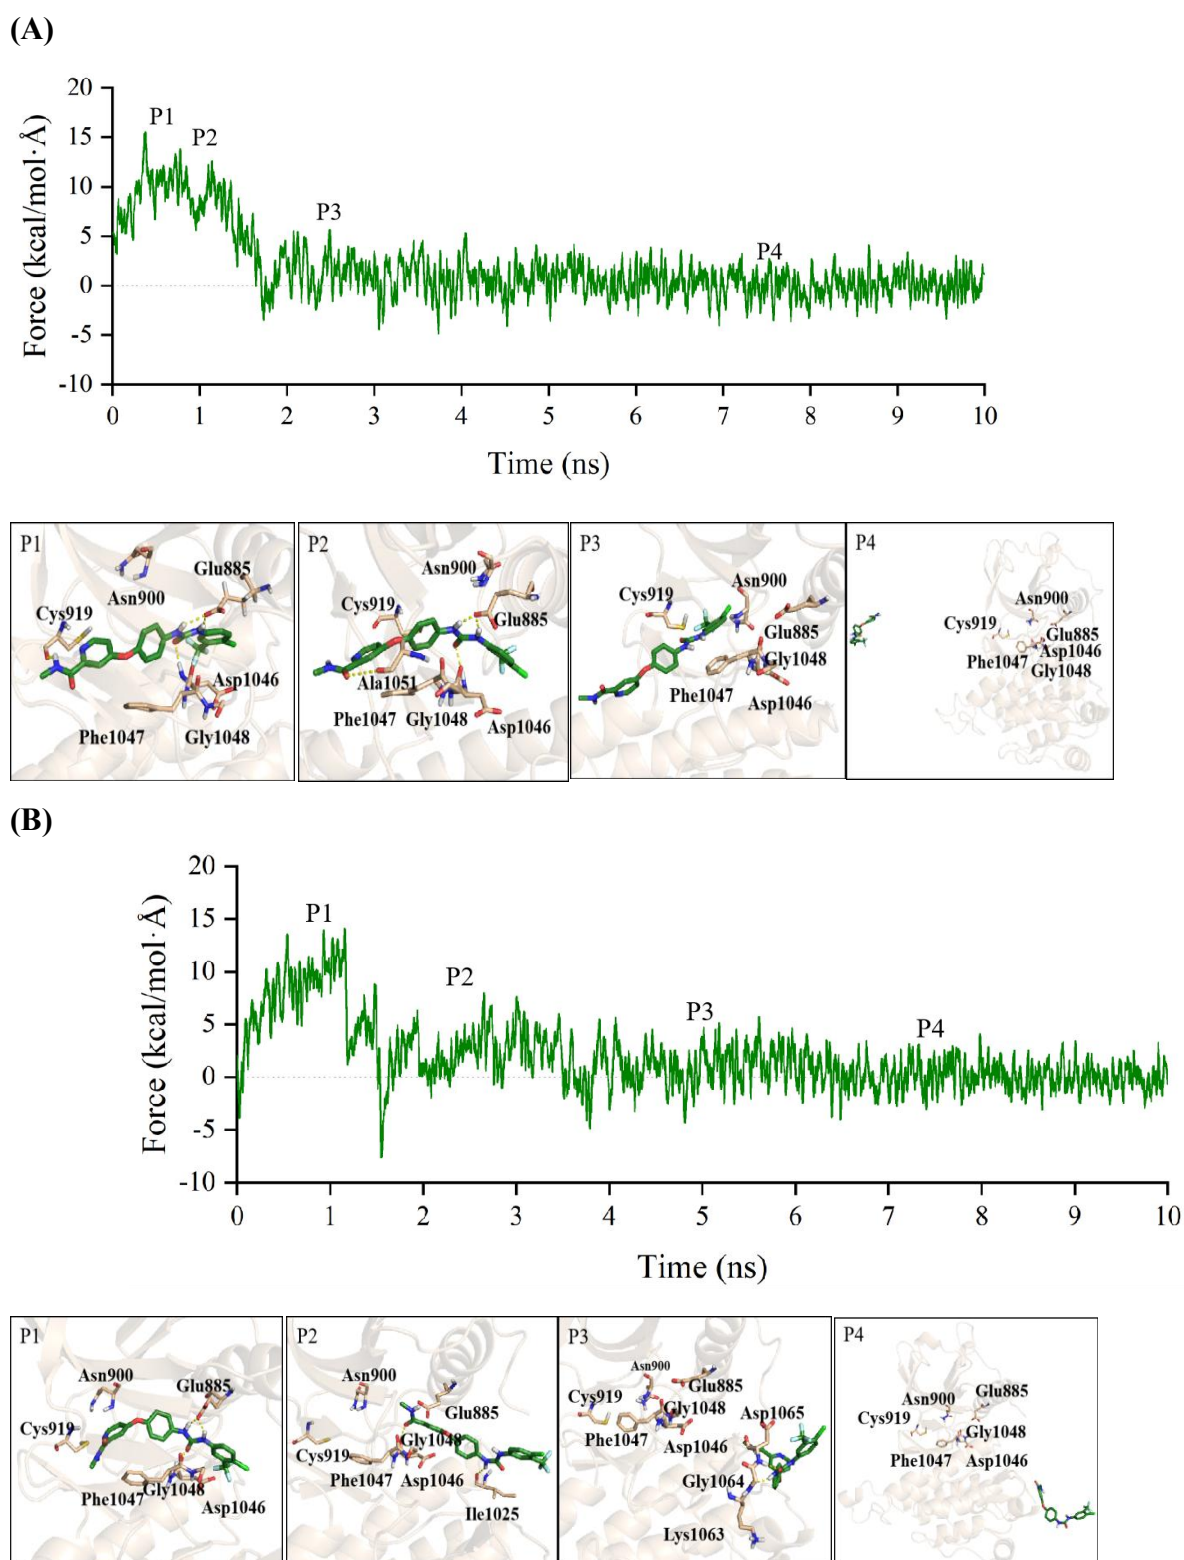 (A)
20
15
10
5
0
-5
-10
Force (kcal/mol·Å)
P1
P2
P3
P4
0 1 2 3 4 5 6 7 8 9 10
Time (ns)
P1
Glu885
Asn900
Cys919
Asp1046
Phe1047 Gly1048
P2
Asn900
Cys919
Glu885
Ala1051
Phe1047 Gly1048 Asp1046
P3
Cys919 Asn900
Glu885
Gly1048
Phe1047 Asp1046
P4
Asn900
Cys919 Glu885
Phe1047 Asp1046
Gly1048
(B)
20
15
10
5
0
-5
-10
Force (kcal/mol·Å)
P1
P2
P3
P4
0 1 2 3 4 5 6 7 8 9 10
Time (ns)
P1
Asn900 Glu885
Cys919
Phe1047 Gly1048 Asp1046
P2
Asn900
Glu885
Cys919 Gly1048
Phe1047 Asp1046
Ile1025
P3
Asn900
Cys919 Glu885
Gly1048 Asp1065
Phe1047 Asp1046
Gly1064
Lys1063
P4
Asn900 Glu885
Cys919 Gly1048
Phe1047 Asp1046